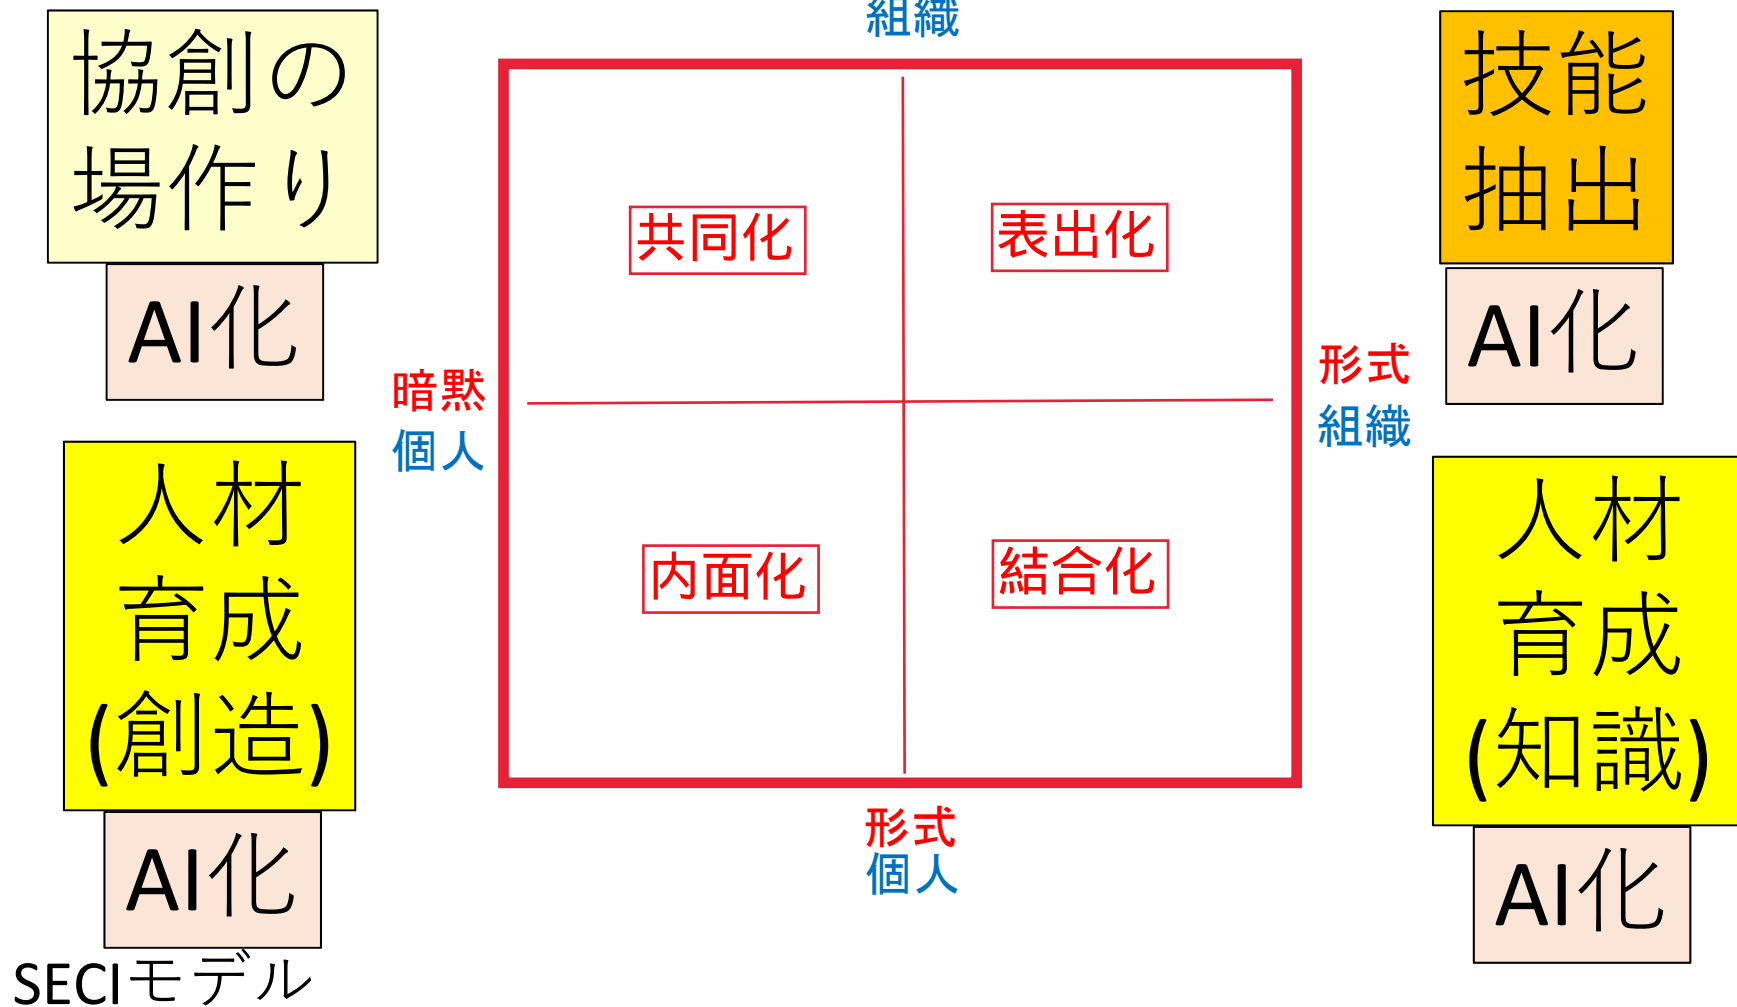 組織
協創の
場作り
AI化
技能
抽出
AI化
共同化
表出化
暗黙
個人
形式
組織
人材
育成
(創造)
AI化
内面化
結合化
人材
育成
(知識)
AI化
形式
個人
SECIモデル